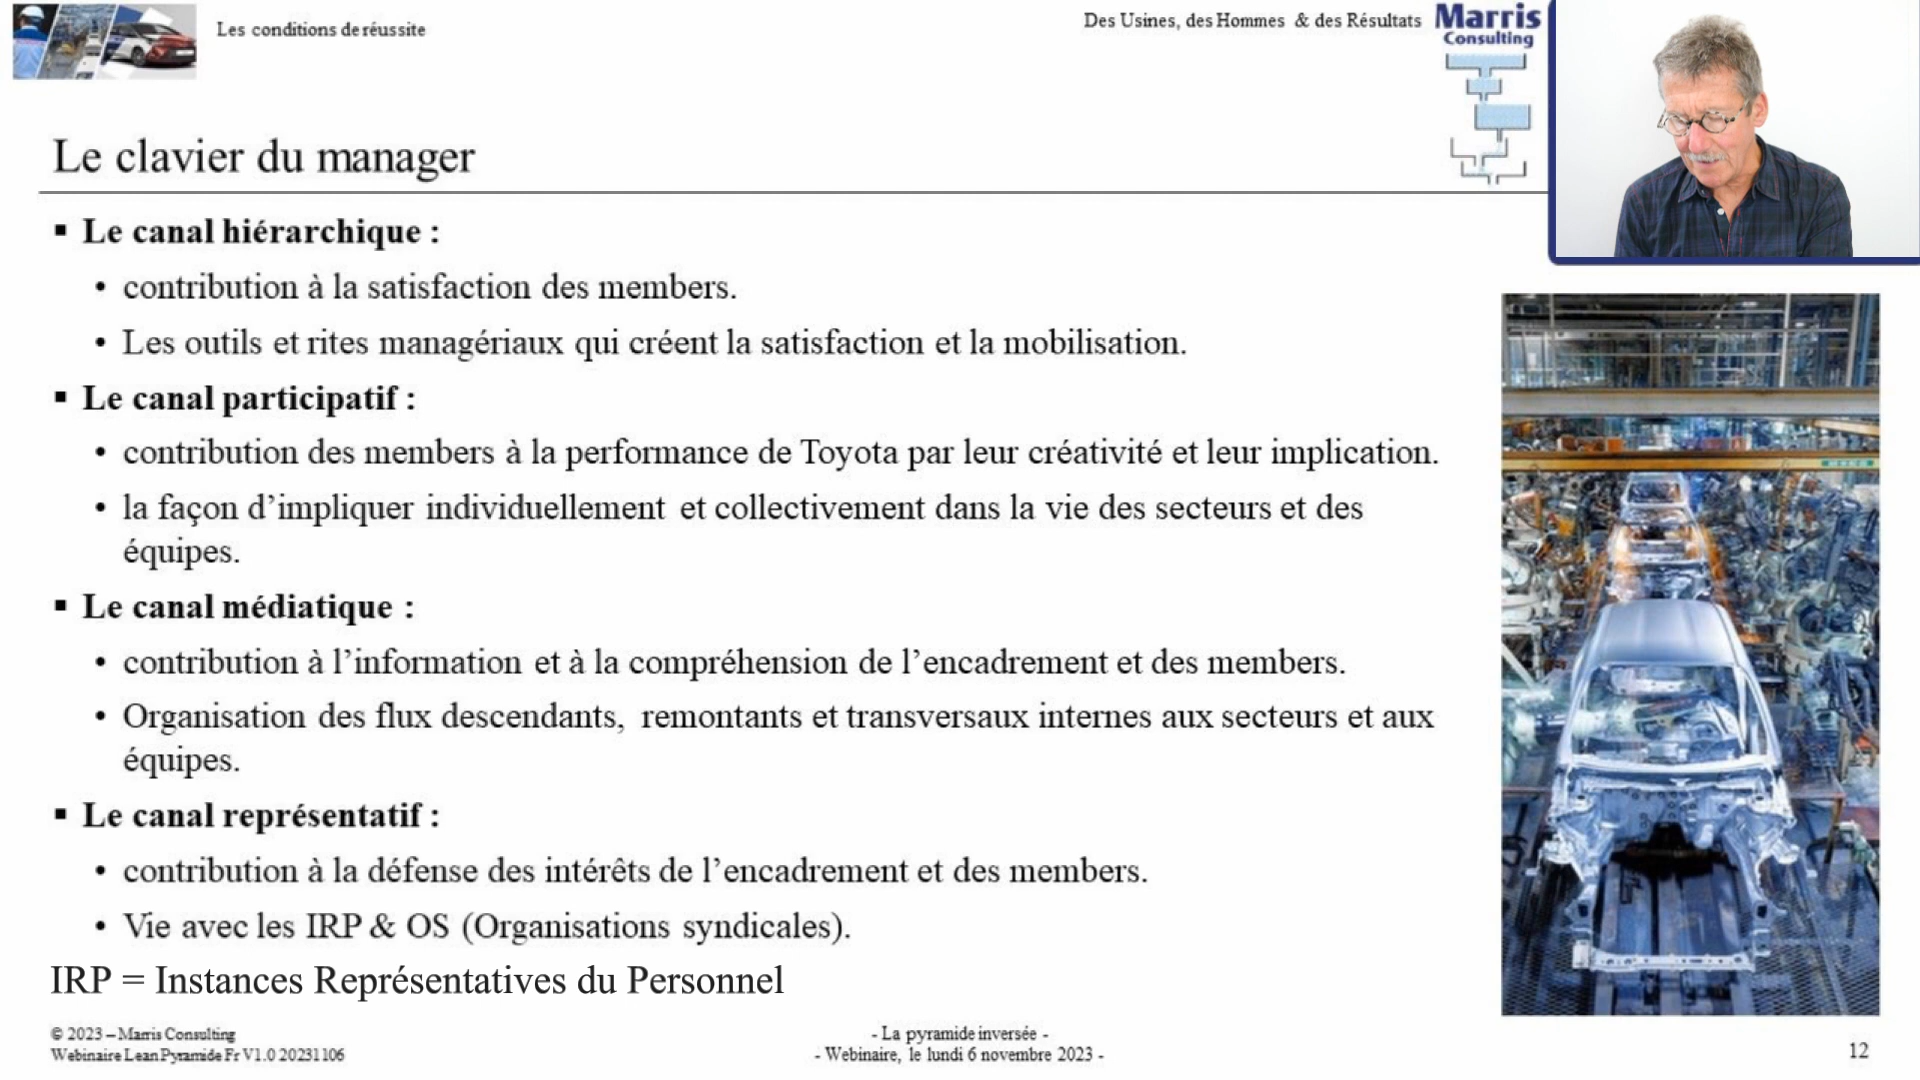 Les conditions de réussite
Des Usines, des Hommes & des Résultats
Marris
Consulting
Le clavier du manager
▪ Le canal hiérarchique :
• contribution à la satisfaction des members.
• Les outils et rites managériaux qui créent la satisfaction et la mobilisation.
▪ Le canal participatif :
• contribution des members à la performance de Toyota par leur créativité et leur implication.
• la façon d’impliquer individuellement et collectivement dans la vie des secteurs et des
équipes.
▪ Le canal médiatique :
• contribution à l’information et à la compréhension de l’encadrement et des members.
• Organisation des flux descendants, remontants et transversaux internes aux secteurs et aux
équipes.
▪ Le canal représentatif :
• contribution à la défense des intérêts de l’encadrement et des members.
• Vie avec les IRP & OS (Organisations syndicales).
IRP = Instances Représentatives du Personnel
© 2023 – Marris Consulting
Webinaire Lean Pyramide Fr V1.0 20231106
- La pyramide inversée -
- Webinaire, le lundi 6 novembre 2023 -
12